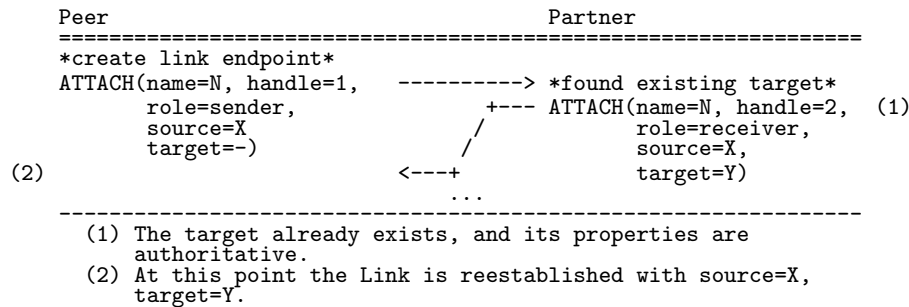 Peer Partner
================================================================
*create link endpoint*
ATTACH(name=N, handle=1, ----------> *found existing target*
role=sender, +--- ATTACH(name=N, handle=2, (1)
source=X / role=receiver,
target=-) / source=X,
(2) <---+ target=Y)
...
----------------------------------------------------------------
(1) The target already exists, and its properties are
authoritative.
(2) At this point the Link is reestablished with source=X,
target=Y.